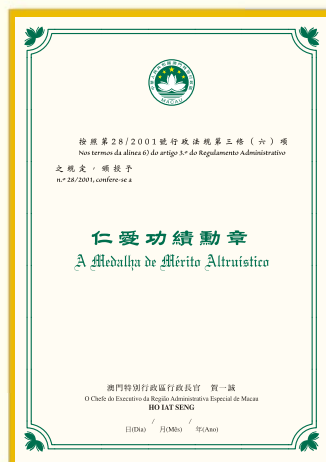 MACAU
按照第28/2001號行政法規第三條（六）項
Nos termos da alínea 6) do artigo 3.º do Regulamento Administrativo
之規定，頒授予
n.º 28/2001, confere-se a
仁愛功績勳章
A Medalha de Mérito Altruístico
澳門特別行政區行政長官 賀一誠
O Chefe do Executivo da Região Administrativa Especial de Macau
HO IAT SENG
/ /
日(Dia) 月(Mês) 年(Ano)